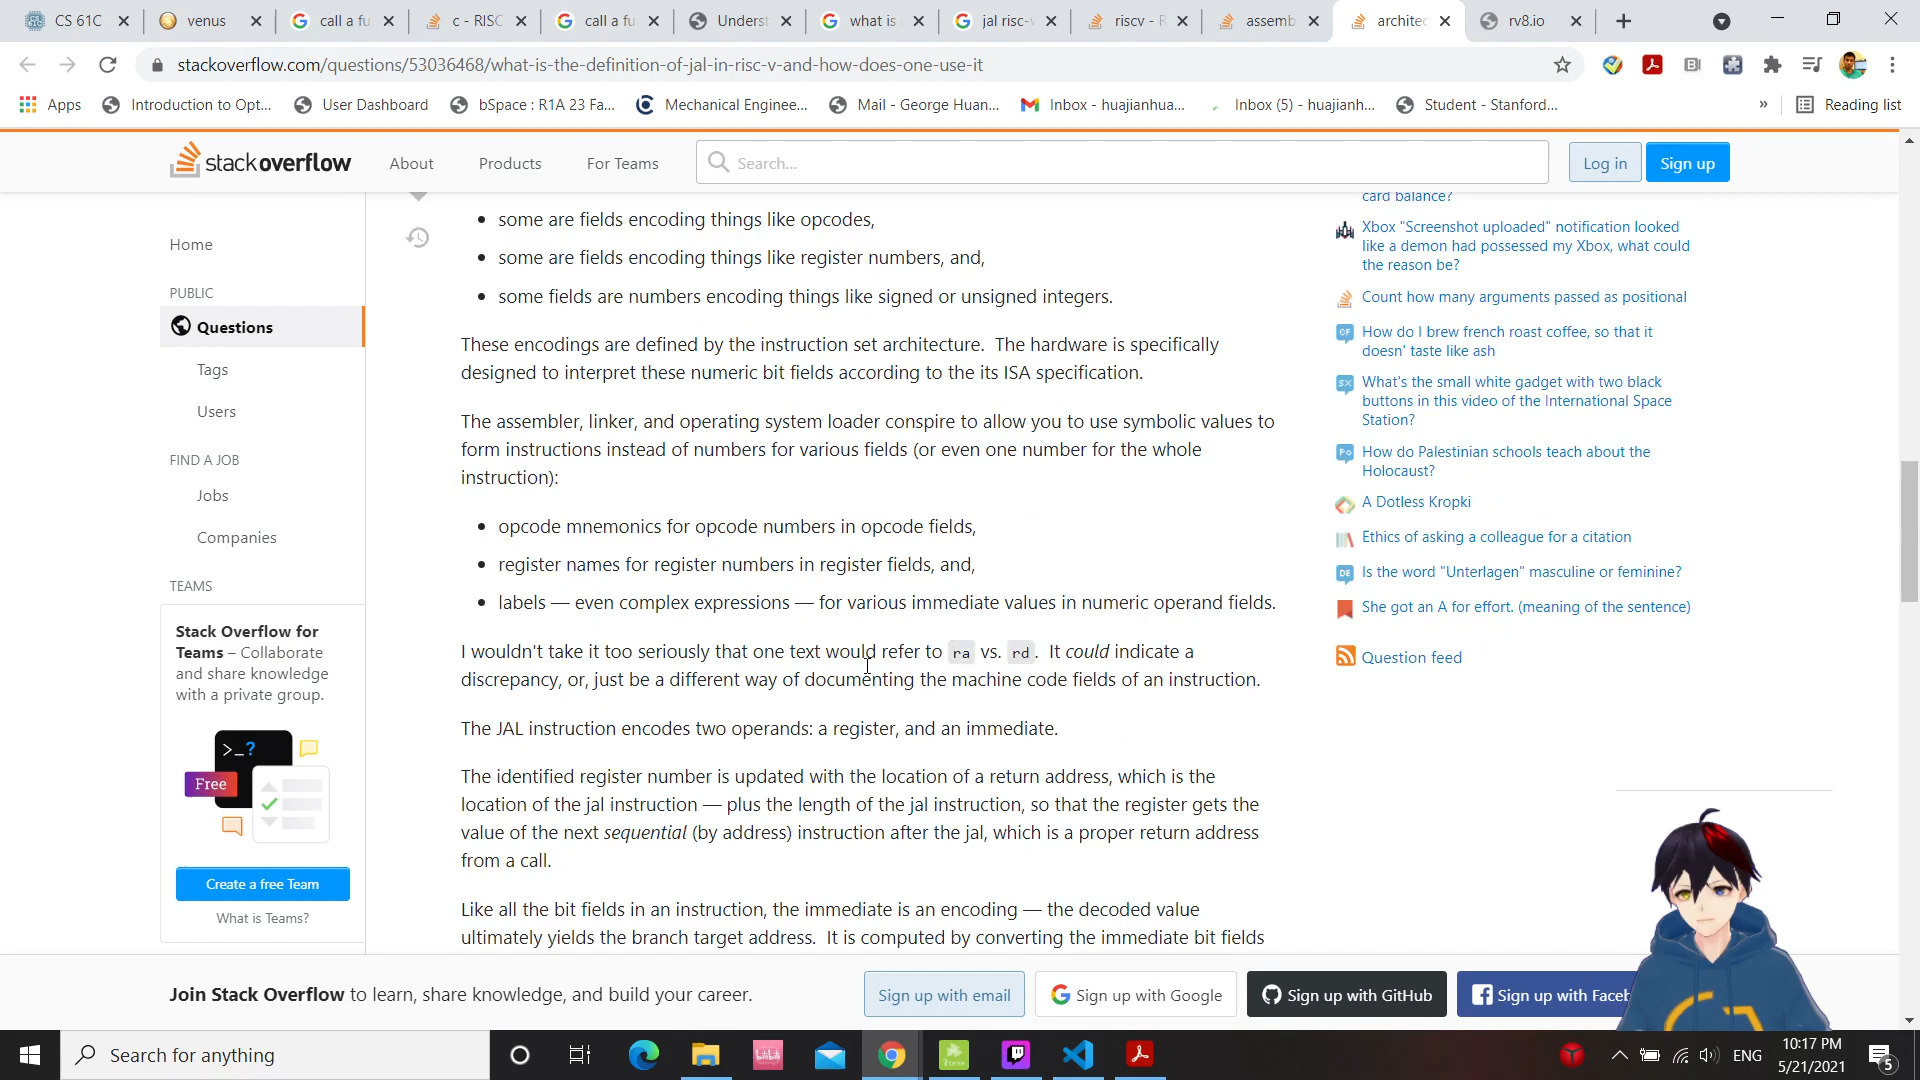 CS 61C
venus
call a fu
c - RISC
call a fu
Underst
what is
jal risc-
riscv - R
assemb
architec
rv8.io
stackoverflow.com/questions/53036468/what-is-the-definition-of-jal-in-risc-v-and-how-does-one-use-it
Apps
Introduction to Opt...
User Dashboard
bSpace : R1A 23 Fa...
Mechanical Enginee...
Mail - George Huan...
Inbox - huajianhua...
Inbox (5) - huajianh...
Student - Stanford...
»
Reading list
stackoverflow
About
Products
For Teams
Search...
Log in
Sign up
Home
PUBLIC
Questions
Tags
Users
FIND A JOB
Jobs
Companies
TEAMS
Stack Overflow for
Teams – Collaborate
and share knowledge
with a private group.
>_?
Free
Create a free Team
What is Teams?
• some are fields encoding things like opcodes,
• some are fields encoding things like register numbers, and,
• some fields are numbers encoding things like signed or unsigned integers.
These encodings are defined by the instruction set architecture. The hardware is specifically
designed to interpret these numeric bit fields according to the its ISA specification.
The assembler, linker, and operating system loader conspire to allow you to use symbolic values to
form instructions instead of numbers for various fields (or even one number for the whole
instruction):
• opcode mnemonics for opcode numbers in opcode fields,
• register names for register numbers in register fields, and,
• labels — even complex expressions — for various immediate values in numeric operand fields.
I wouldn't take it too seriously that one text would refer to ra vs. rd. It could indicate a
discrepancy, or, just be a different way of documenting the machine code fields of an instruction.
The JAL instruction encodes two operands: a register, and an immediate.
The identified register number is updated with the location of a return address, which is the
location of the jal instruction — plus the length of the jal instruction, so that the register gets the
value of the next sequential (by address) instruction after the jal, which is a proper return address
from a call.
Like all the bit fields in an instruction, the immediate is an encoding — the decoded value
ultimately yields the branch target address. It is computed by converting the immediate bit fields
card balance?
Xbox "Screenshot uploaded" notification looked
like a demon had possessed my Xbox, what could
the reason be?
Count how many arguments passed as positional
How do I brew french roast coffee, so that it
doesn' taste like ash
What's the small white gadget with two black
buttons in this video of the International Space
Station?
How do Palestinian schools teach about the
Holocaust?
A Dotless Kropki
Ethics of asking a colleague for a citation
Is the word "Unterlagen" masculine or feminine?
She got an A for effort. (meaning of the sentence)
Question feed
Join Stack Overflow to learn, share knowledge, and build your career.
Sign up with email
Sign up with Google
Sign up with GitHub
Sign up with Faceb
Search for anything
ENG
10:17 PM
5/21/2021
5